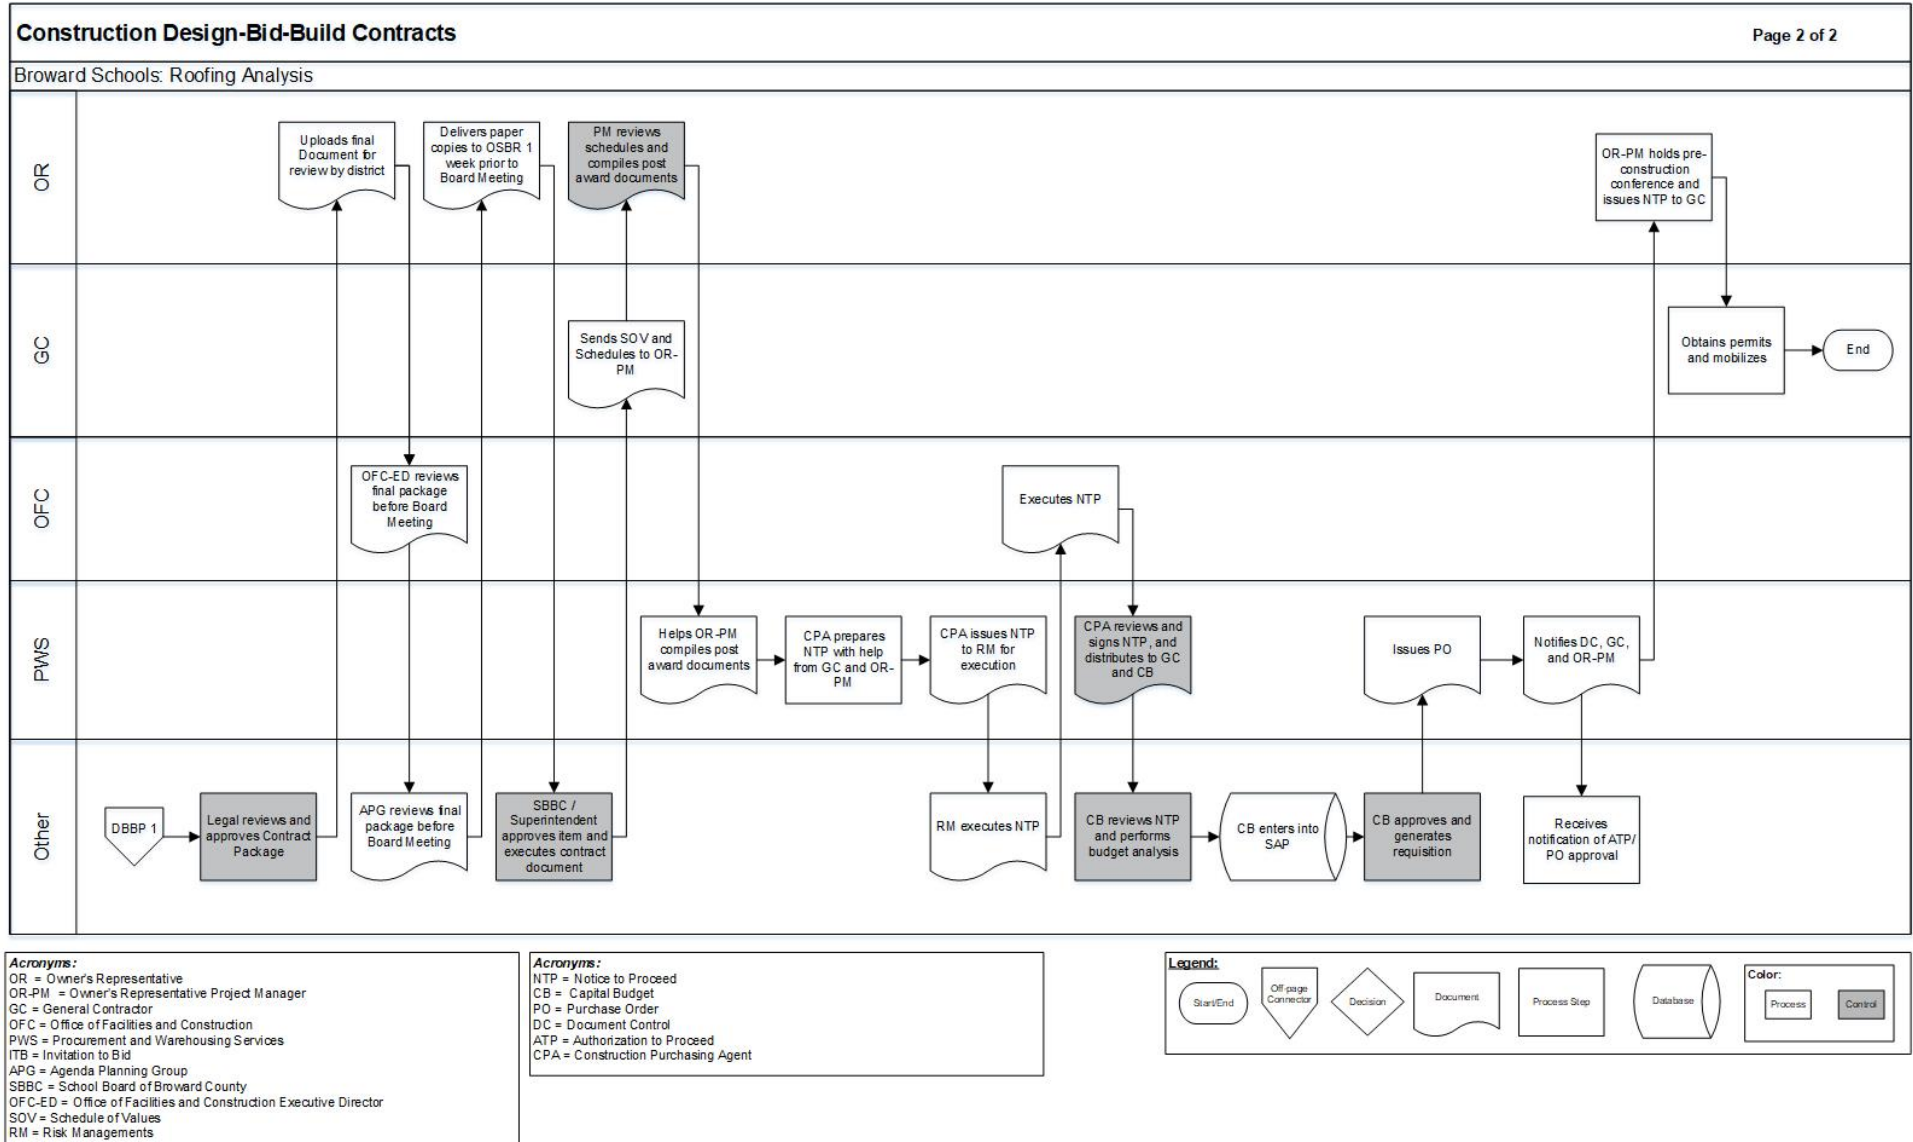 Construction Design-Bid-Build Contracts
Page 2 of 2
Broward Schools: Roofing Analysis
OR
Uploads final
Document for
review by district
Delivers paper
copies to OSBR 1
week prior to
Board Meeting
PM reviews
schedules and
compiles post
award documents
OR-PM holds pre-
construction
conference and
issues NTP to GC
GC
Sends SOV and
Schedules to OR-
PM
Obtains permits
and mobilizes
End
OFC
OFC-ED reviews
final package
before Board
Meeting
Executes NTP
PWS
Helps OR-PM
compiles post
award documents
CPA prepares
NTP with help
from GC and OR-
PM
CPA issues NTP
to RM for
execution
CPA reviews and
signs NTP, and
distributes to GC
and CB
Issues PO
Notifies DC, GC,
and OR-PM
Other
DBBP 1
Legal reviews and
approves Contract
Package
APG reviews final
package before
Board Meeting
SBBC /
Superintendent
approves item and
executes contract
document
RM executes NTP
CB reviews NTP
and performs
budget analysis
CB enters into
SAP
CB approves and
generates
requisition
Receives
notification of ATP/
PO approval
Acronyms:
OR = Owner's Representative
OR-PM = Owner's Representative Project Manager
GC = General Contractor
OFC = Office of Facilities and Construction
PWS = Procurement and Warehousing Services
ITB = Invitation to Bid
APG = Agenda Planning Group
SBBC = School Board of Broward County
OFC-ED = Office of Facilities and Construction Executive Director
SOV = Schedule of Values
RM = Risk Managements
Acronyms:
NTP = Notice to Proceed
CB = Capital Budget
PO = Purchase Order
DC = Document Control
ATP = Authorization to Proceed
CPA = Construction Purchasing Agent
Legend:
Start/End
Off-page
Connector
Decision
Document
Process Step
Database
Color:
Process
Control